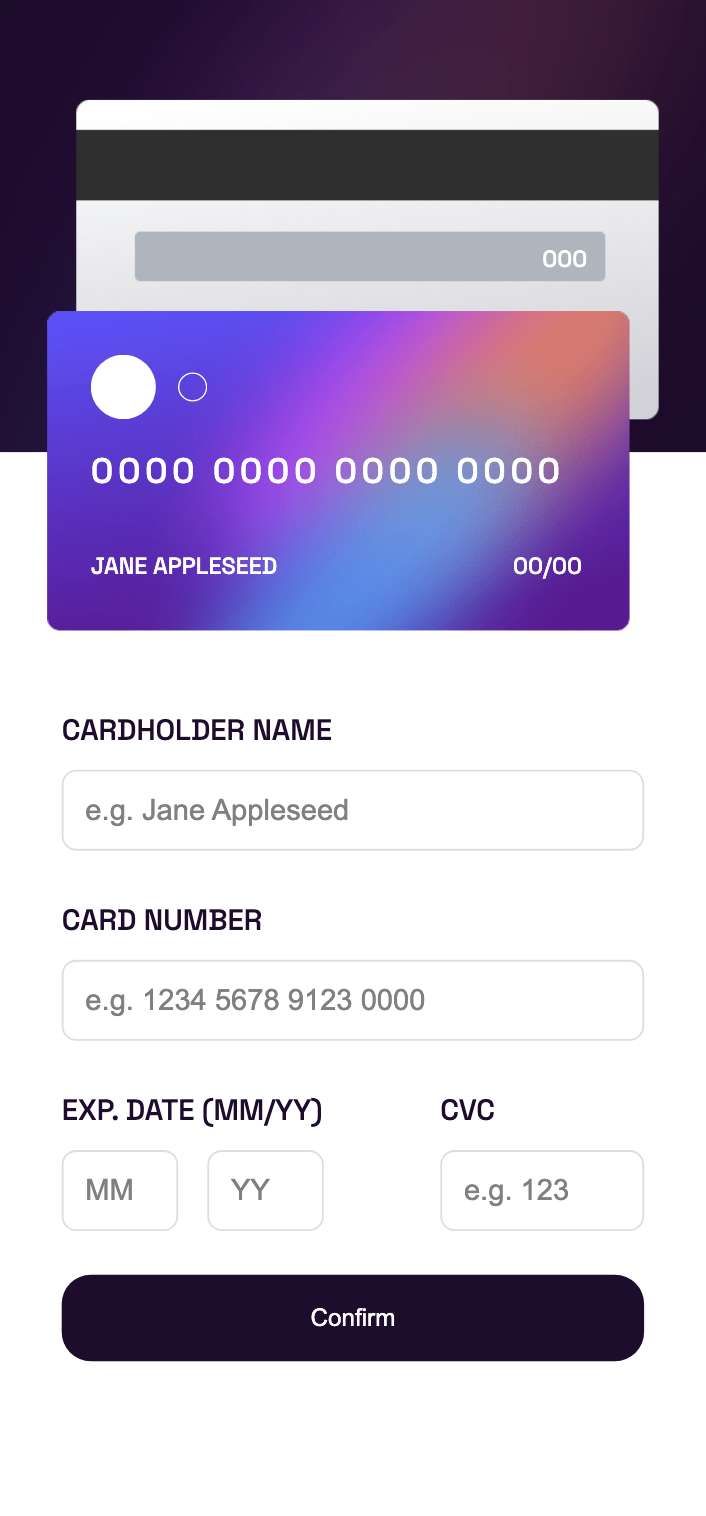 000
0000 0000 0000 0000
JANE APPLESEED 00/00
CARDHOLDER NAME
e.g. Jane Appleseed
CARD NUMBER
e.g. 1234 5678 9123 0000
EXP. DATE (MM/YY) CVC
MM YY e.g. 123
Confirm